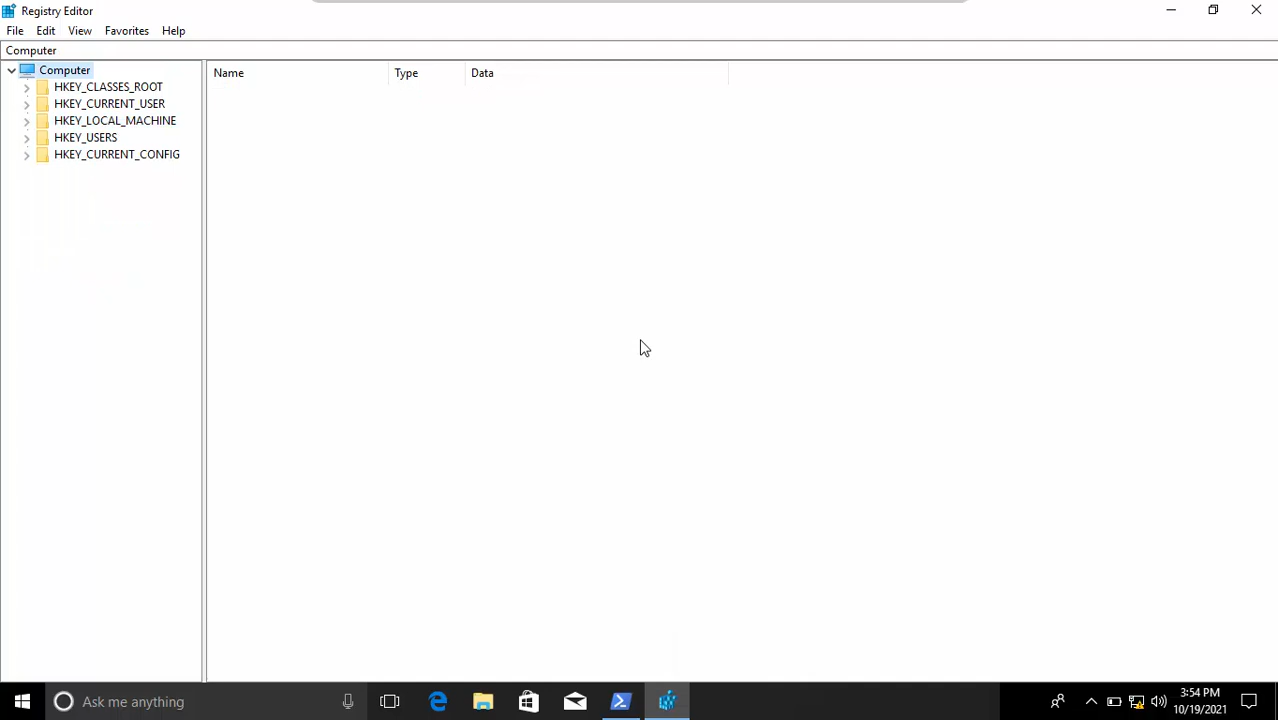 Registry Editor
File Edit View Favorites Help
Computer
Computer
HKEY_CLASSES_ROOT
HKEY_CURRENT_USER
HKEY_LOCAL_MACHINE
HKEY_USERS
HKEY_CURRENT_CONFIG
Name Type Data
Ask me anything
3:54 PM
10/19/2021